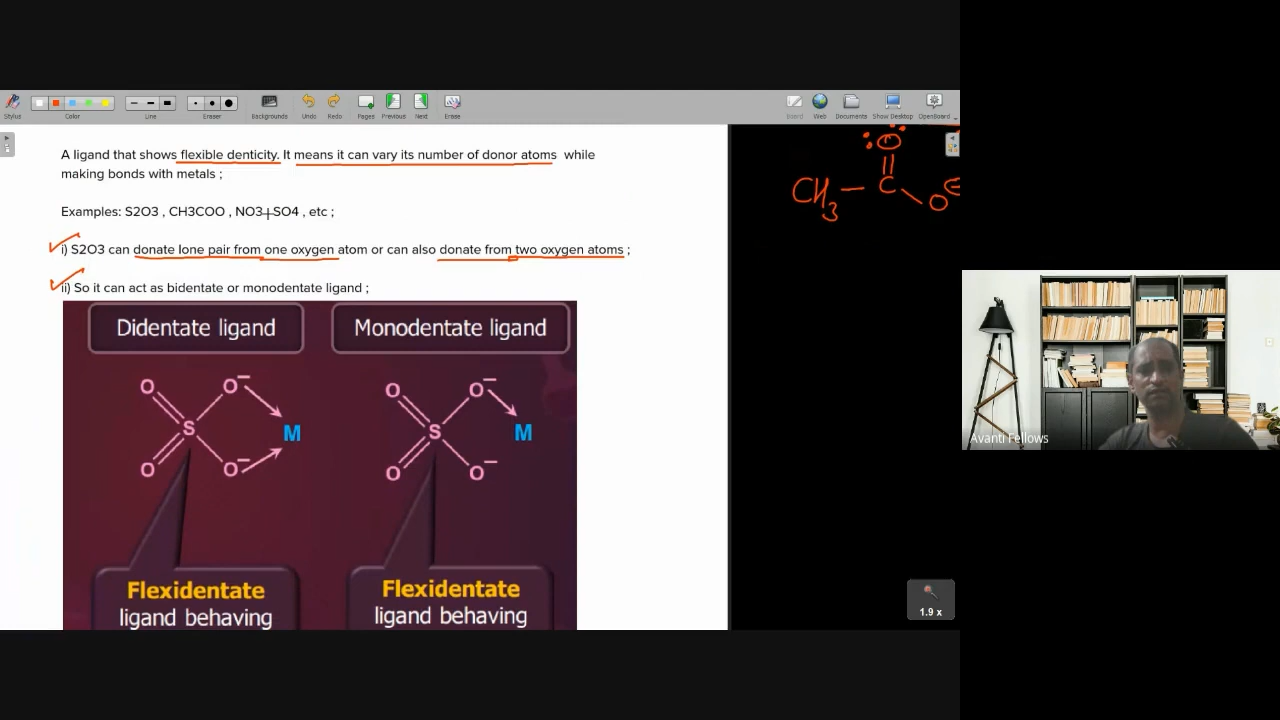 Stylus
Color
Line
Eraser
Backgrounds
Undo
Redo
Pages
Previous
Next
Erase
Board
Web
Documents
Show Desktop
OpenBoard
A ligand that shows flexible denticity. It means it can vary its number of donor atoms while
making bonds with metals ;
Examples: S2O3 , CH3COO , NO3 , SO4 , etc ;
i) S2O3 can donate lone pair from one oxygen atom or can also donate from two oxygen atoms ;
ii) So it can act as bidentate or monodentate ligand ;
Didentate ligand
Monodentate ligand
O O⁻
S M
O O⁻
O O⁻
S M
O O⁻
Flexidentate
ligand behaving
Flexidentate
ligand behaving
O
CH3 — C
O⊖
1.9 x
Avanti Fellows